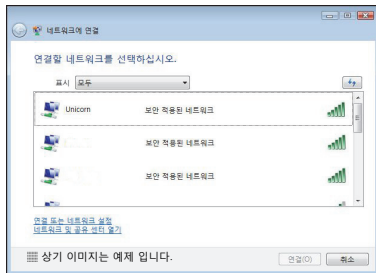 네트워크에 연결
연결할 네트워크를 선택하십시오.
표시 모두
Unicorn 보안 적용된 네트워크
보안 적용된 네트워크
보안 적용된 네트워크
연결 또는 네트워크 설정
네트워크 및 공유 센터 열기
상기 이미지는 예제 입니다.
연결(O) 취소